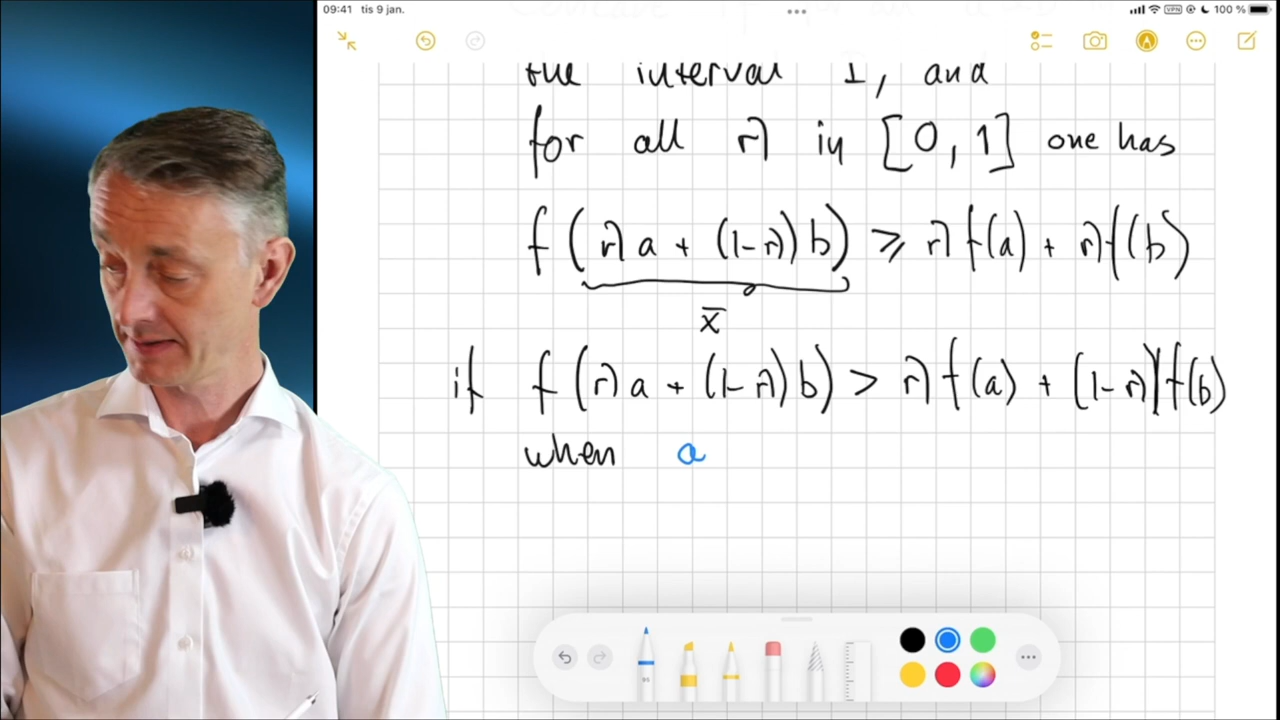 09:41 tis 9 jan.
VPN 100 %
the interval I, and
for all λ in [0, 1] one has
f(λa + (1-λ)b) ⩾ λf(a) + λf(b)
x̄
if f(λa + (1-λ)b) > λf(a) + (1-λ)f(b)
when a